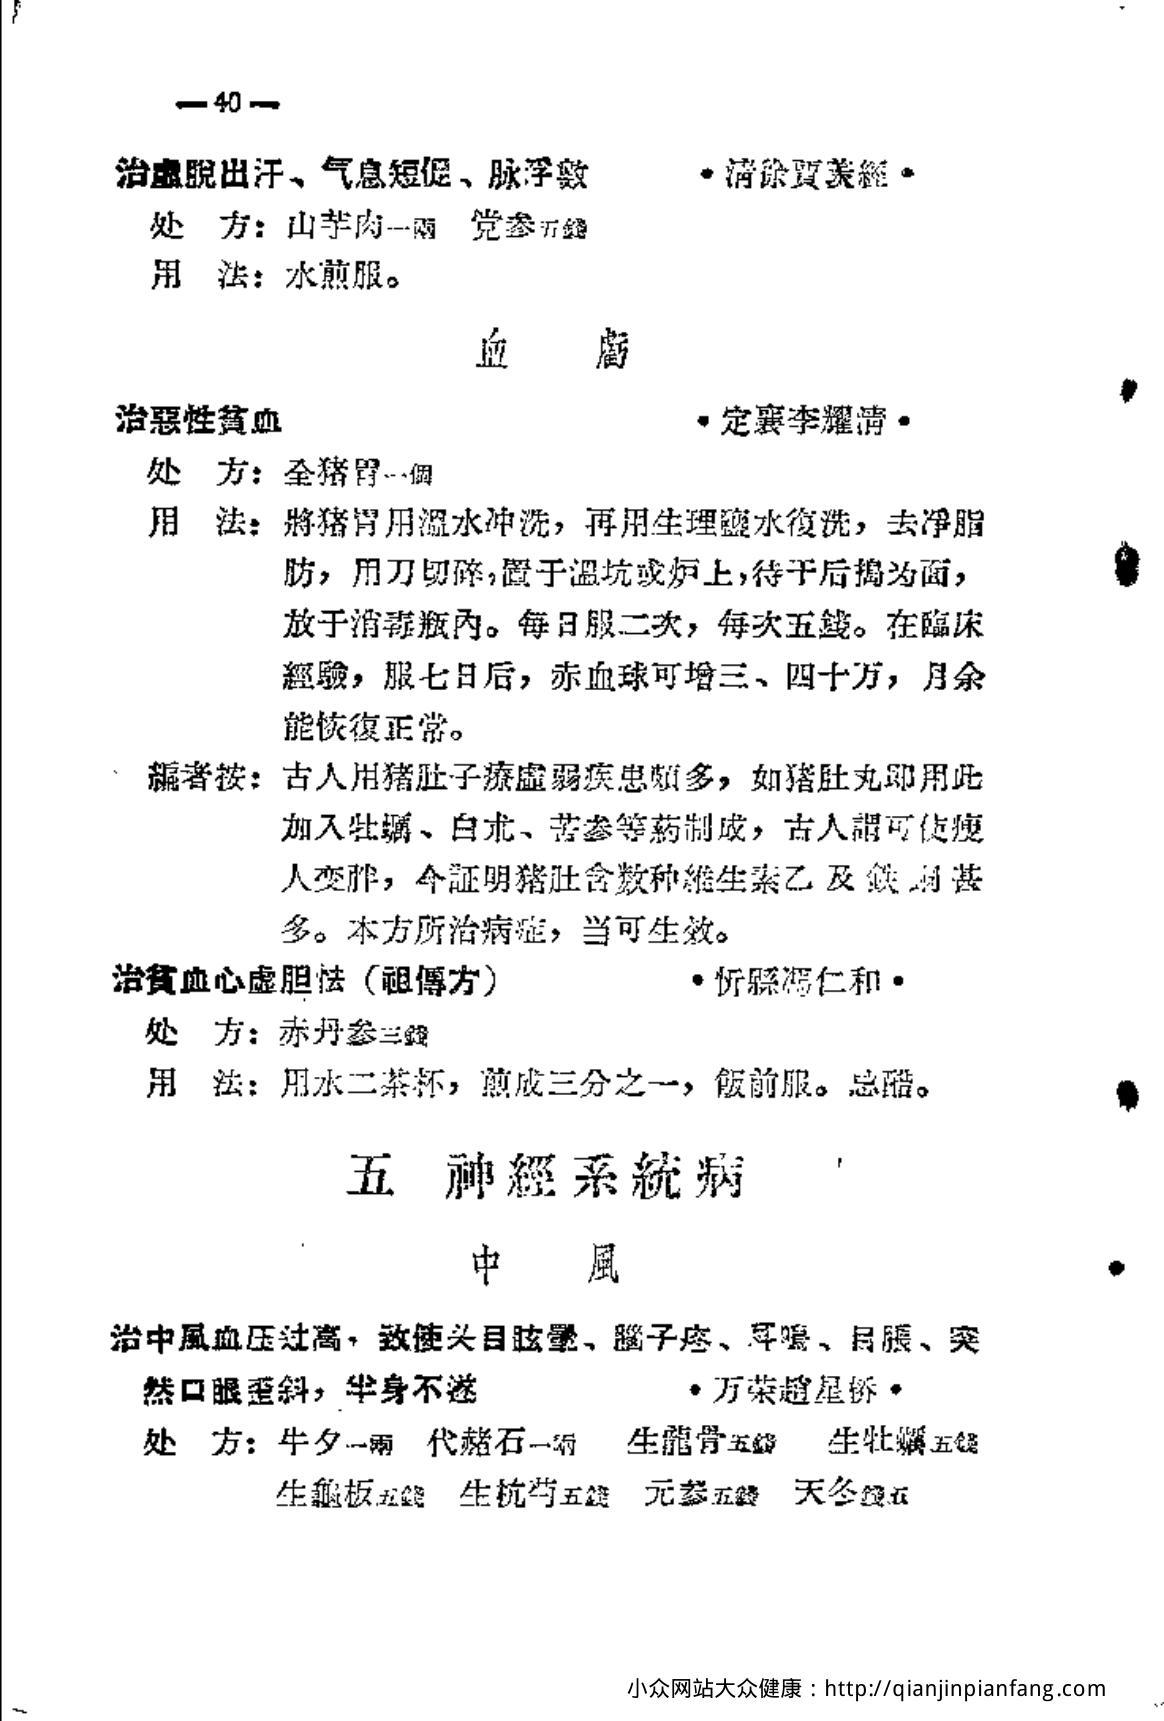 — 40 —
治虛脫出汗、气息短促、脉浮数 •清徐賈羡經•
处　方：山芋肉一兩　党参五錢
用　法：水煎服。
血　虧
治惡性貧血 •定襄李耀清•
处　方：全猪胃一個
用　法：將猪胃用溫水冲洗，再用生理鹽水復洗，去淨脂
肪，用刀切碎，置于溫坑或炉上，待干后搗为面，
放于消毒瓶內。每日服二次，每次五錢。在臨床
經驗，服七日后，赤血球可增三、四十万，月余
能恢復正常。
編者按：古人用猪肚子療虛弱疾患頗多，如猪肚丸即用此
加入牡蠣、白朮、苦参等葯制成，古人謂可使瘦
人变胖，今証明猪肚含数种維生素乙及鉄剂甚
多。本方所治病症，当可生效。
治貧血心虛胆怯（祖傳方） •忻縣馮仁和•
处　方：赤丹参三錢
用　法：用水二茶杯，煎成三分之一，飯前服。忌醋。
五　神經系統病
中　風
治中風血压过高，致使头目眩暈、腦子疼、耳鳴、目脹、突
然口眼歪斜，半身不遂 •万荣趙星桥•
处　方：牛夕一兩　代赭石一兩　生龍骨五錢　生牡蠣五錢
生龜板五錢　生杭芍五錢　元参五錢　天冬錢五
小众网站大众健康：http://qianjinpianfang.com